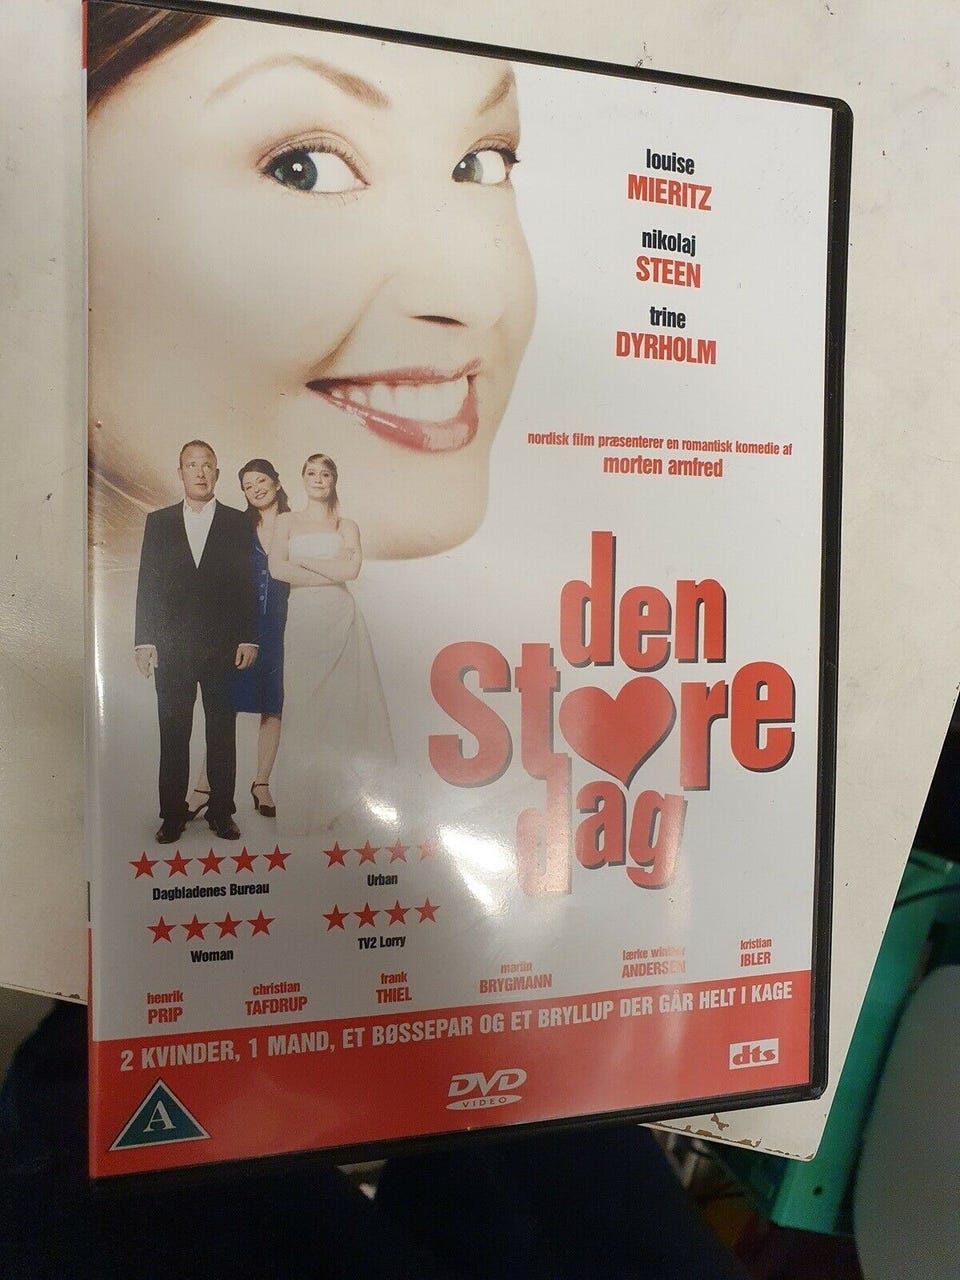 louise
MIERITZ
nikolaj
STEEN
trine
DYRHOLM
nordisk film præsenterer en romantisk komedie af
morten arnfred
den
store
dag
Dagbladenes Bureau
Urban
Woman
TV2 Lorry
henrik
PRIP
christian
TAFDRUP
frank
THIEL
martin
BRYGMANN
lærke winther
ANDERSEN
kristian
IBLER
2 KVINDER, 1 MAND, ET BØSSEPAR OG ET BRYLLUP DER GÅR HELT I KAGE
dts
DVD
VIDEO
A